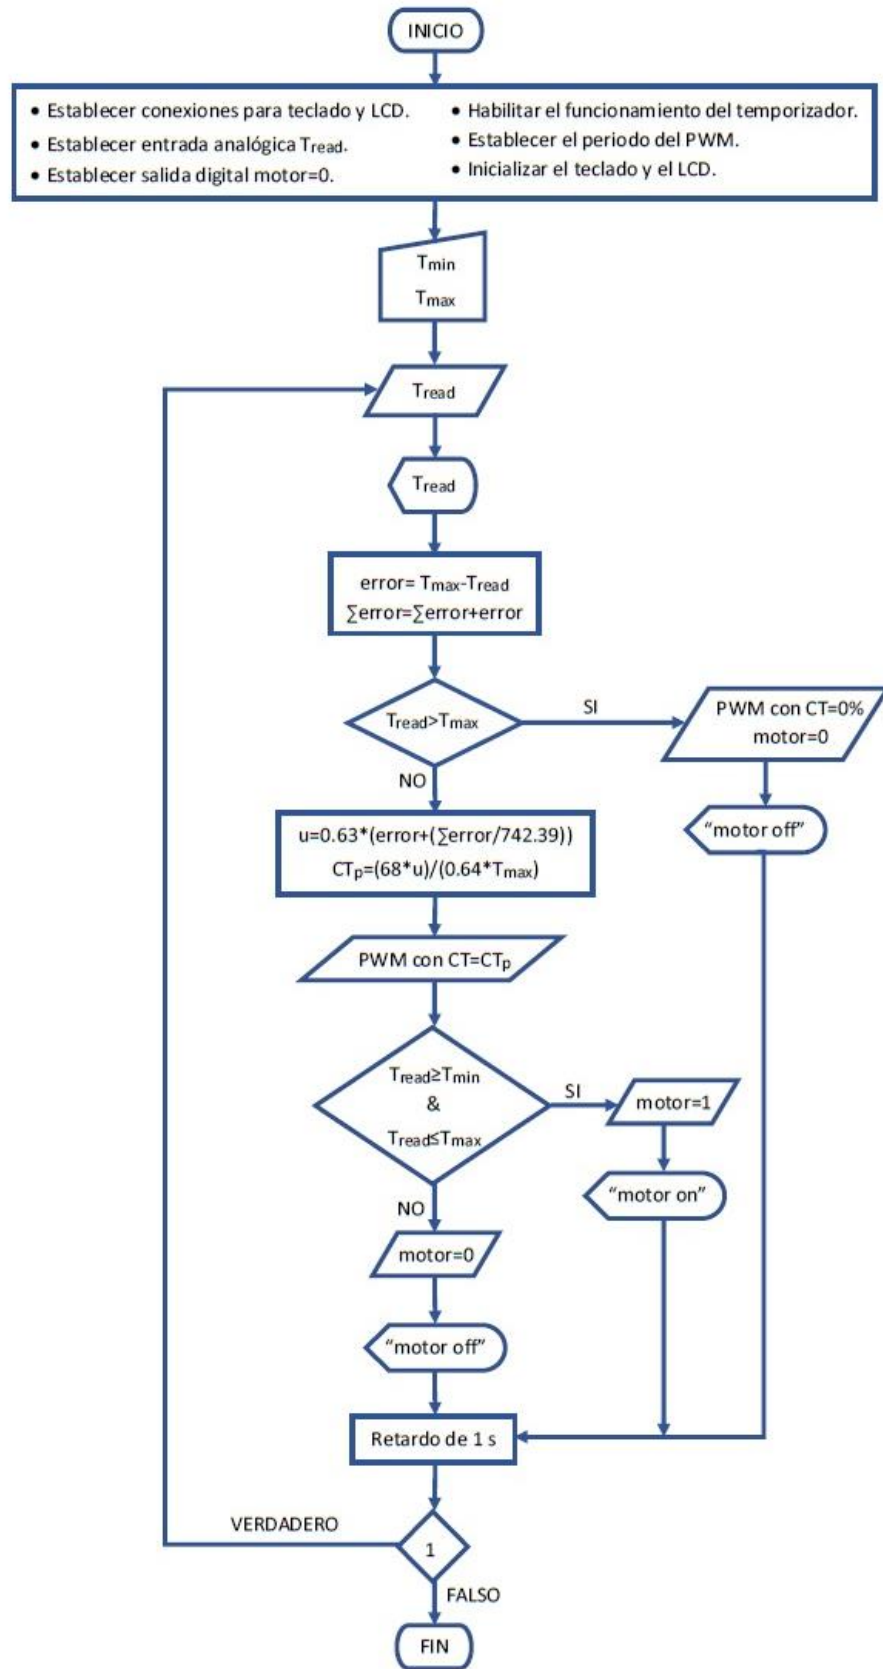 INICIO
• Establecer conexiones para teclado y LCD.
• Establecer entrada analógica Tread.
• Establecer salida digital motor=0.
• Habilitar el funcionamiento del temporizador.
• Establecer el periodo del PWM.
• Inicializar el teclado y el LCD.
Tmin
Tmax
Tread
Tread
error= Tmax-Tread
∑error=∑error+error
Tread>Tmax
SI
PWM con CT=0%
motor=0
“motor off”
NO
u=0.63*(error+(∑error/742.39))
CTp=(68*u)/(0.64*Tmax)
PWM con CT=CTp
Tread≥Tmin
&
Tread≤Tmax
SI
motor=1
“motor on”
NO
motor=0
“motor off”
Retardo de 1 s
VERDADERO
1
FALSO
FIN